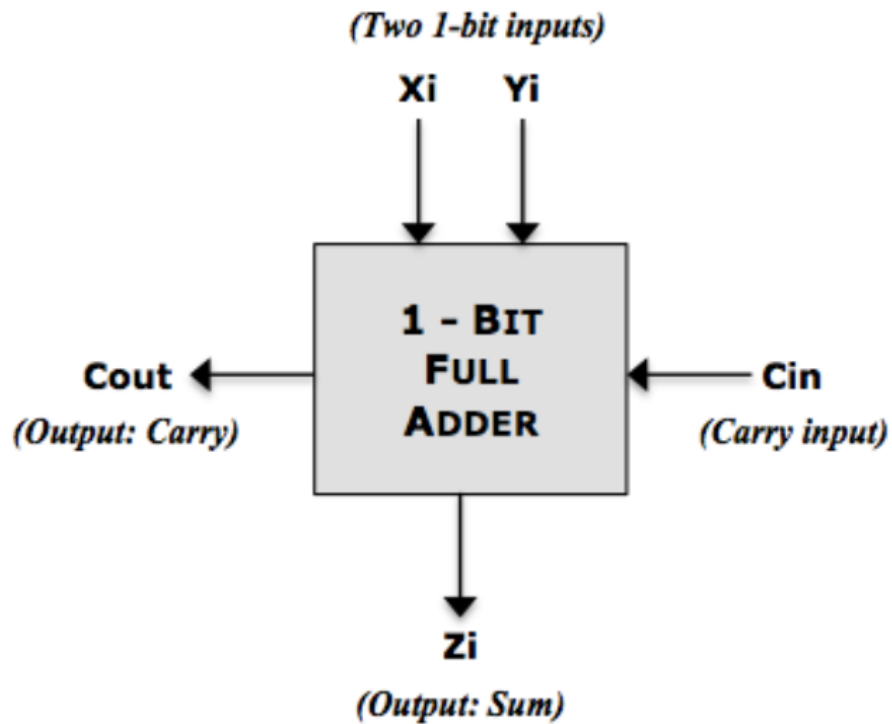 (Two 1-bit inputs)
Xi Yi
1 - BIT
FULL
ADDER
Cout
(Output: Carry)
Cin
(Carry input)
Zi
(Output: Sum)